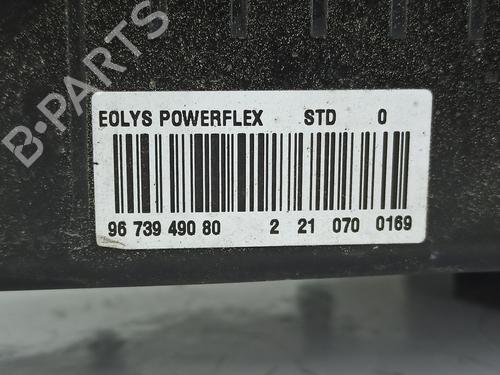 EOLYS POWERFLEX STD 0
96 739 490 80 2 21 070 0169
B-PARTS